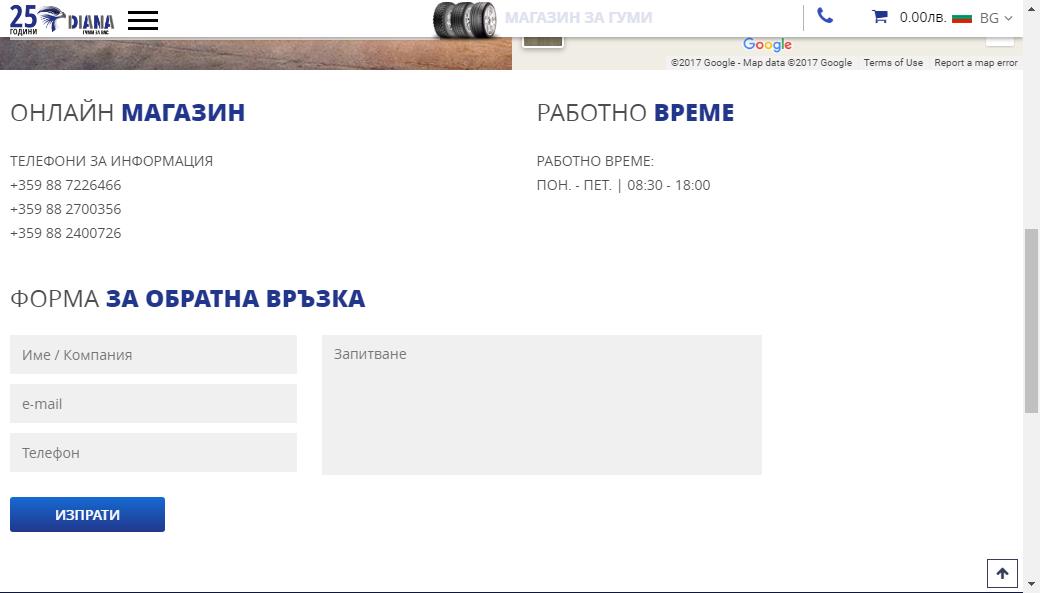 25 DIANA
ГОДИНИ ГУМИ ЗА ВАС
МАГАЗИН ЗА ГУМИ
0.00лв. BG
Google
©2017 Google - Map data ©2017 Google Terms of Use Report a map error
ОНЛАЙН МАГАЗИН
ТЕЛЕФОНИ ЗА ИНФОРМАЦИЯ
+359 88 7226466
+359 88 2700356
+359 88 2400726
РАБОТНО ВРЕМЕ
РАБОТНО ВРЕМЕ:
ПОН. - ПЕТ. | 08:30 - 18:00
ФОРМА ЗА ОБРАТНА ВРЪЗКА
Име / Компания
e-mail
Телефон
Запитване
ИЗПРАТИ